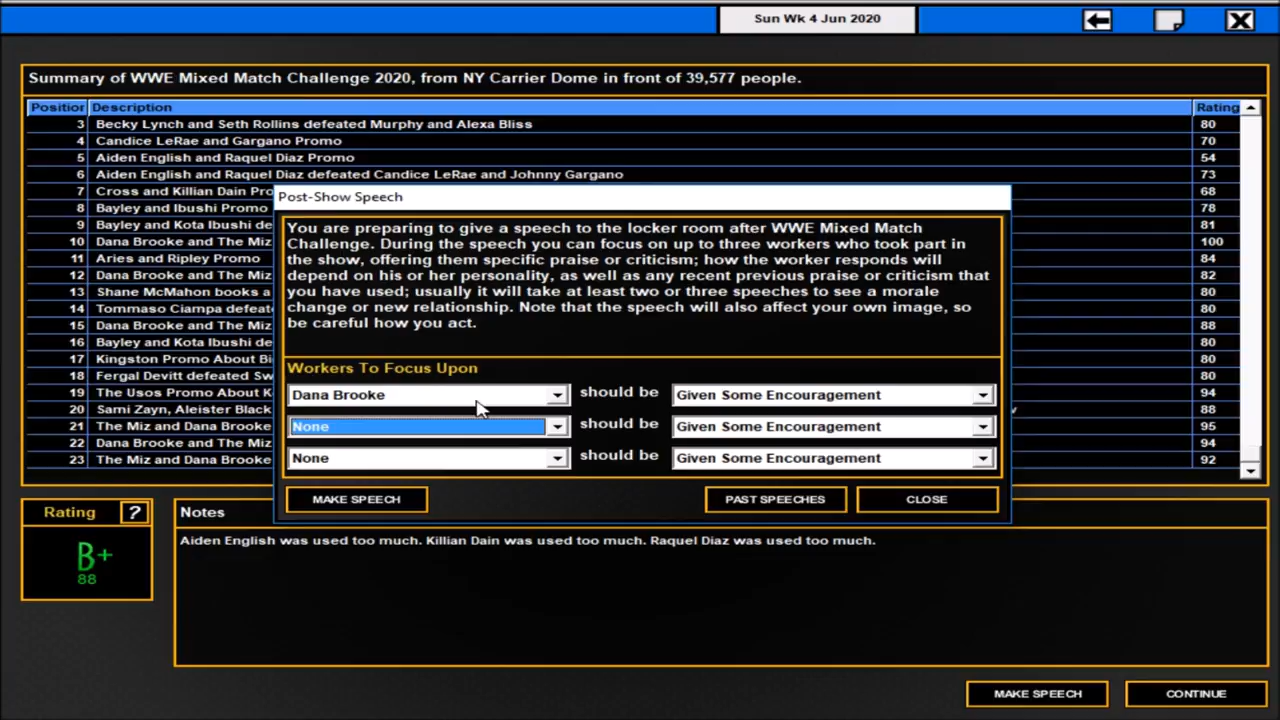 Sun Wk 4 Jun 2020
Summary of WWE Mixed Match Challenge 2020, from NY Carrier Dome in front of 39,577 people.
Position Description Rating
3 Becky Lynch and Seth Rollins defeated Murphy and Alexa Bliss 80
4 Candice LeRae and Gargano Promo 70
5 Aiden English and Raquel Diaz Promo 54
6 Aiden English and Raquel Diaz defeated Candice LeRae and Johnny Gargano 73
7 Cross and Killian Dain Pro 68
8 Bayley and Ibushi Promo 78
9 Bayley and Kota Ibushi de 81
10 Dana Brooke and The Miz 100
11 Aries and Ripley Promo 84
12 Dana Brooke and The Miz 82
13 Shane McMahon books a 80
14 Tommaso Ciampa defeat 80
15 Dana Brooke and The Miz 88
16 Bayley and Kota Ibushi de 80
17 Kingston Promo About Bi 80
18 Fergal Devitt defeated Sw 80
19 The Usos Promo About K 94
20 Sami Zayn, Aleister Black 88
21 The Miz and Dana Brooke 95
22 Dana Brooke and The Miz 94
23 The Miz and Dana Brooke 92
Post-Show Speech
You are preparing to give a speech to the locker room after WWE Mixed Match
Challenge. During the speech you can focus on up to three workers who took part in
the show, offering them specific praise or criticism; how the worker responds will
depend on his or her personality, as well as any recent previous praise or criticism that
you have used; usually it will take at least two or three speeches to see a morale
change or new relationship. Note that the speech will also affect your own image, so
be careful how you act.
Workers To Focus Upon
Dana Brooke should be Given Some Encouragement
None should be Given Some Encouragement
None should be Given Some Encouragement
MAKE SPEECH PAST SPEECHES CLOSE
Rating ? Notes
B+
88
Aiden English was used too much. Killian Dain was used too much. Raquel Diaz was used too much.
MAKE SPEECH CONTINUE